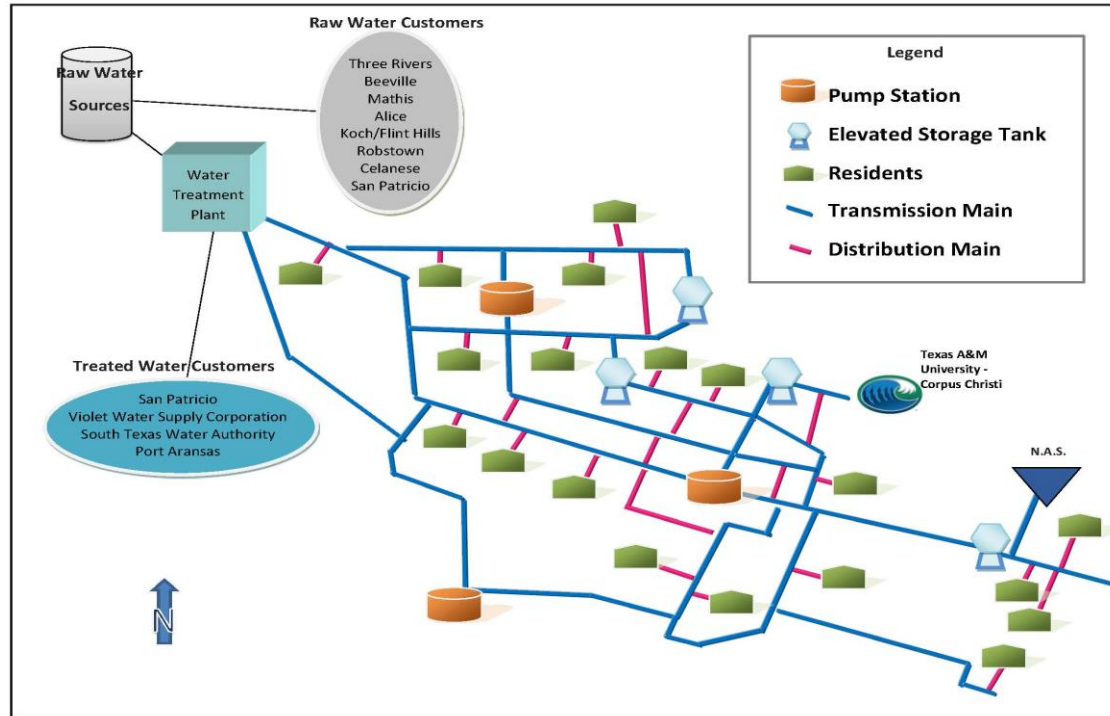 Raw Water
Sources
Raw Water Customers
Three Rivers
Beeville
Mathis
Alice
Koch/Flint Hills
Robstown
Celanese
San Patricio
Water
Treatment
Plant
Legend
Pump Station
Elevated Storage Tank
Residents
Transmission Main
Distribution Main
Treated Water Customers
San Patricio
Violet Water Supply Corporation
South Texas Water Authority
Port Aransas
Texas A&M
University -
Corpus Christi
N.A.S.
N